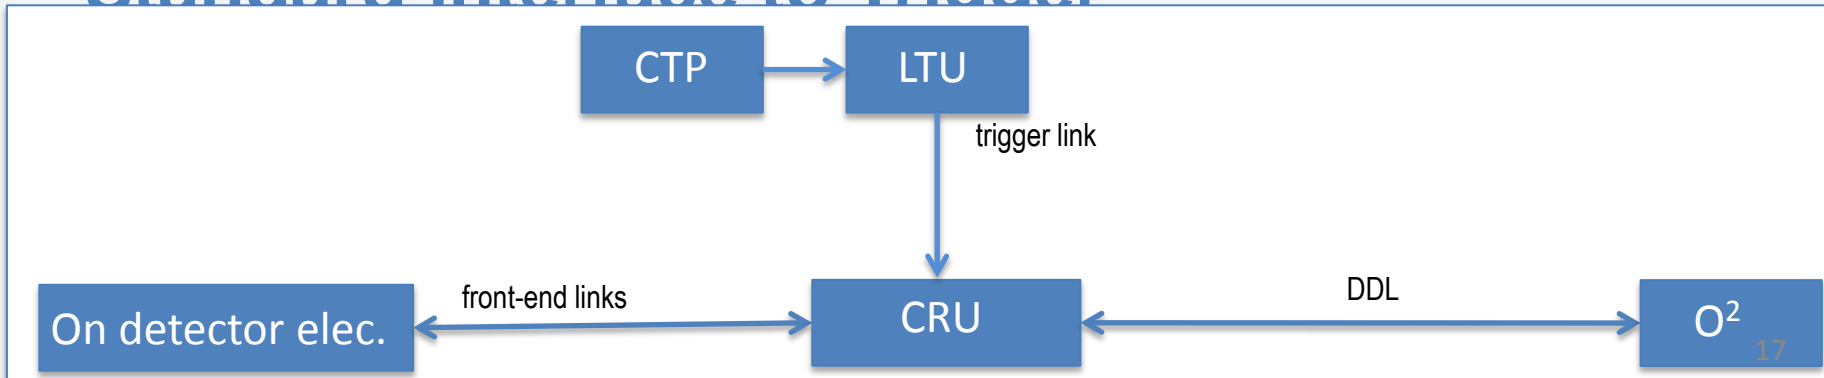 CTP
LTU
trigger link
On detector elec.
front-end links
CRU
DDL
O²
17